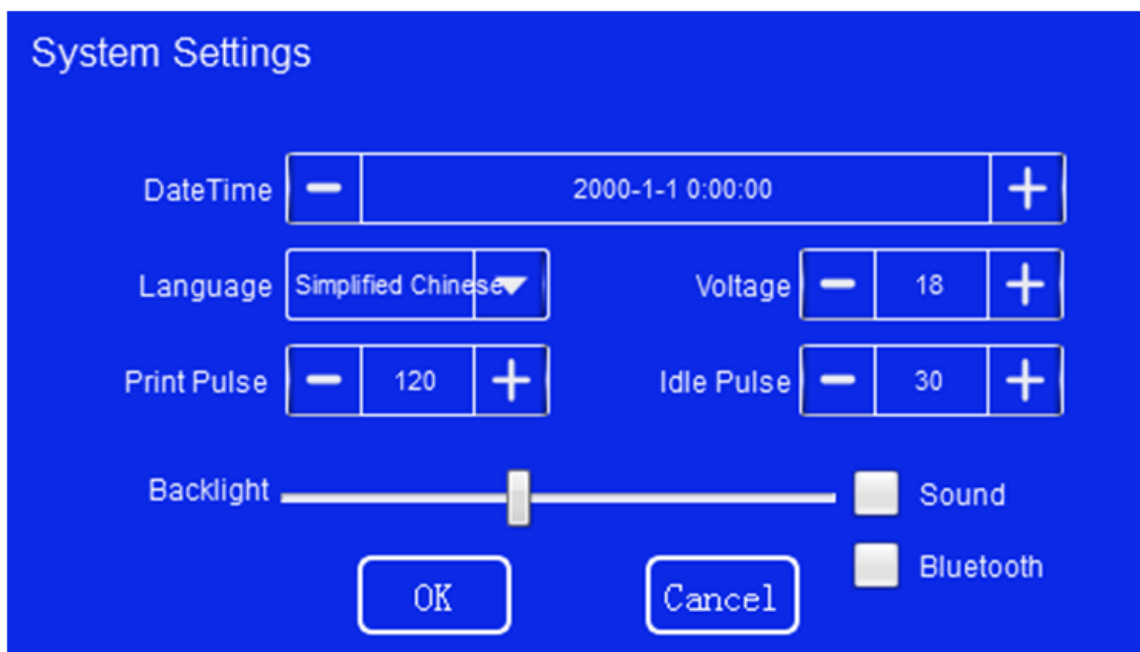 System Settings
DateTime 2000-1-1 0:00:00
Language Simplified Chinese Voltage 18
Print Pulse 120 Idle Pulse 30
Backlight Sound
Bluetooth
OK Cancel